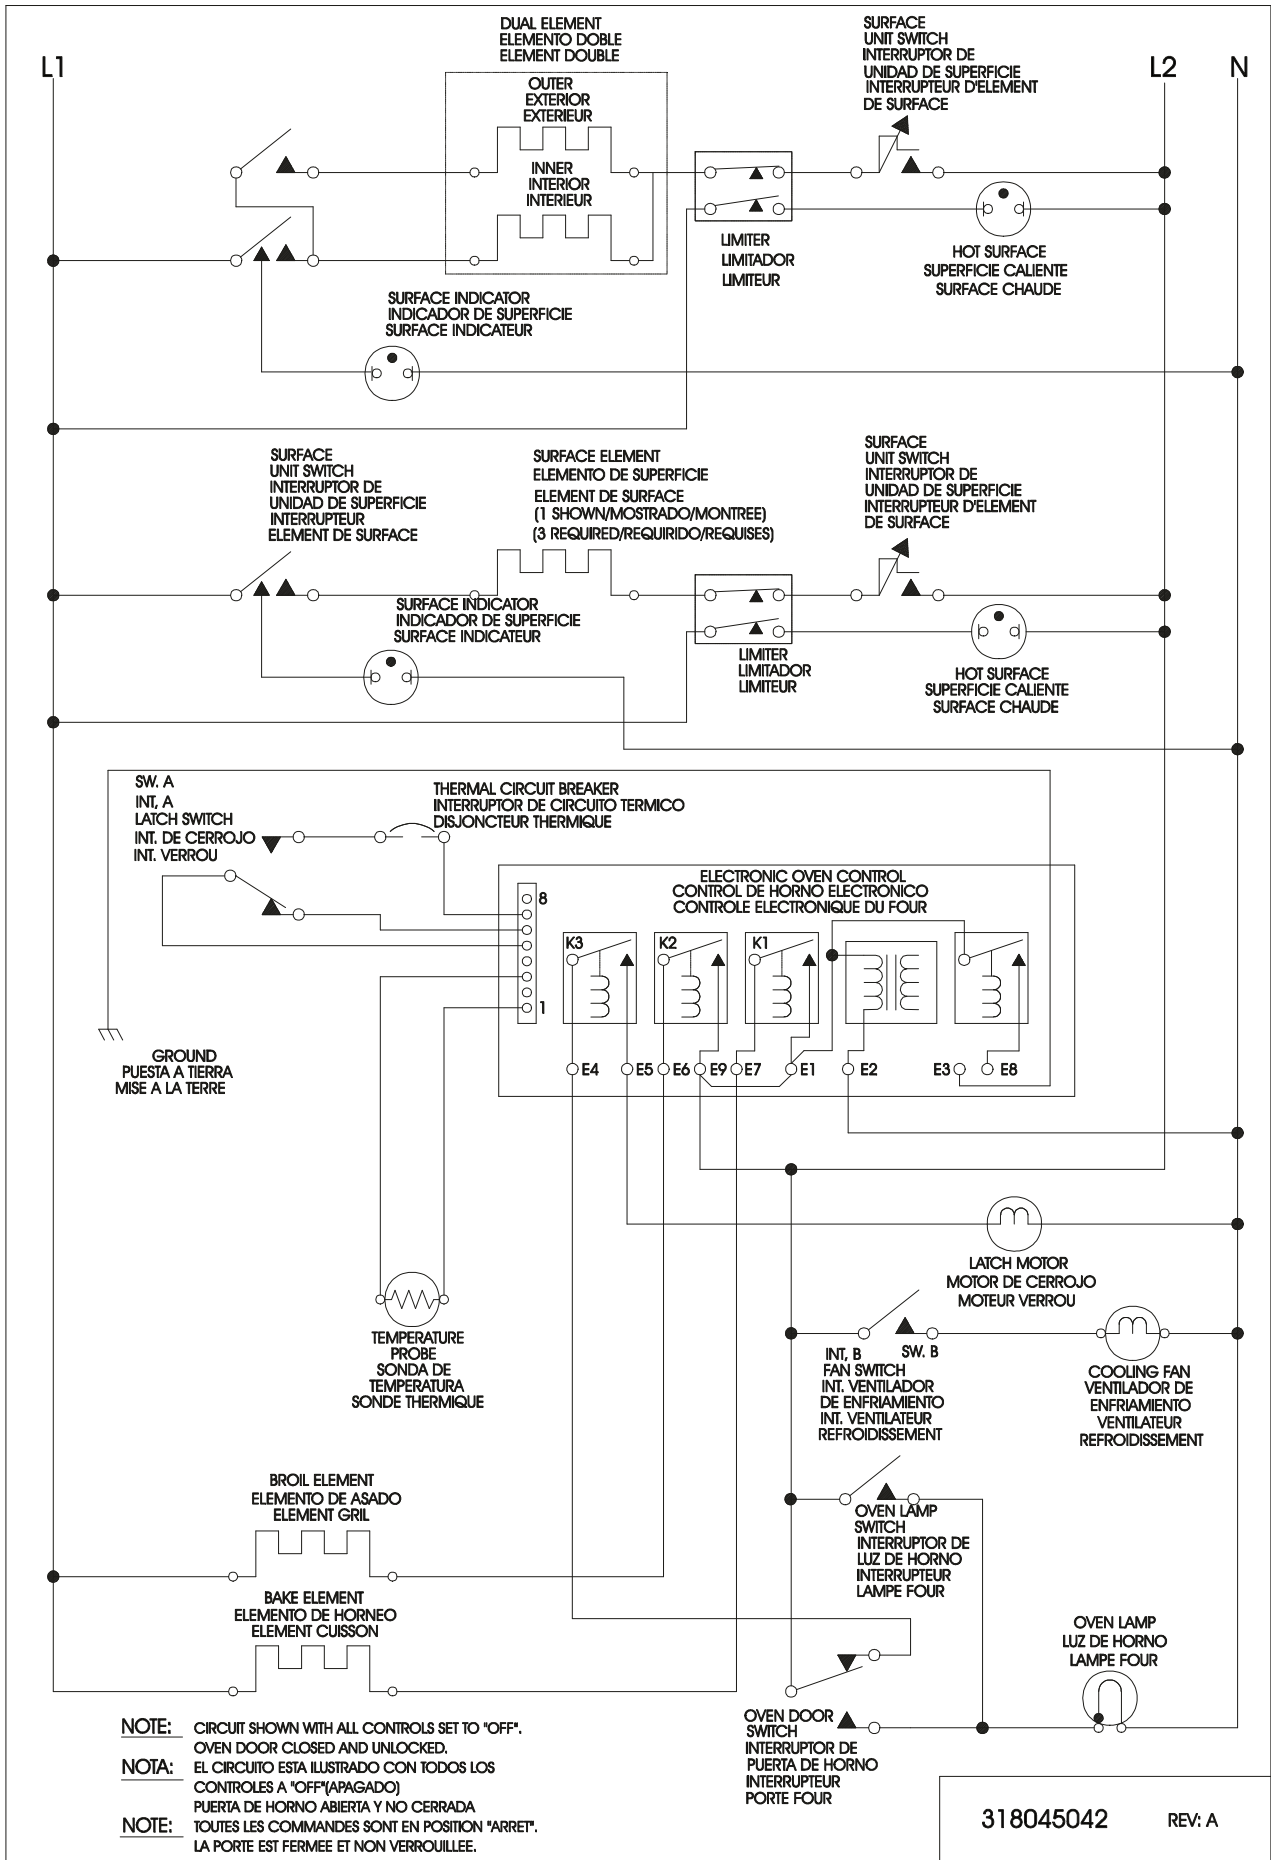 L1
DUAL ELEMENT
ELEMENTO DOBLE
ELEMENT DOUBLE
OUTER
EXTERIOR
EXTERIEUR
INNER
INTERIOR
INTERIEUR
SURFACE
UNIT SWITCH
INTERRUPTOR DE
UNIDAD DE SUPERFICIE
INTERRUPTEUR D'ELEMENT
DE SURFACE
L2
N
LIMITER
LIMITADOR
LIMITEUR
HOT SURFACE
SUPERFICIE CALIENTE
SURFACE CHAUDE
SURFACE INDICATOR
INDICADOR DE SUPERFICIE
SURFACE INDICATEUR
SURFACE
UNIT SWITCH
INTERRUPTOR DE
UNIDAD DE SUPERFICIE
INTERRUPTEUR
ELEMENT DE SURFACE
SURFACE ELEMENT
ELEMENTO DE SUPERFICIE
ELEMENT DE SURFACE
(1 SHOWN/MOSTRADO/MONTREE)
(3 REQUIRED/REQUIRIDO/REQUISES)
SURFACE
UNIT SWITCH
INTERRUPTOR DE
UNIDAD DE SUPERFICIE
INTERRUPTEUR D'ELEMENT
DE SURFACE
SURFACE INDICATOR
INDICADOR DE SUPERFICIE
SURFACE INDICATEUR
LIMITER
LIMITADOR
LIMITEUR
HOT SURFACE
SUPERFICIE CALIENTE
SURFACE CHAUDE
SW. A
INT, A
LATCH SWITCH
INT. DE CERROJO
INT. VERROU
THERMAL CIRCUIT BREAKER
INTERRUPTOR DE CIRCUITO TERMICO
DISJONCTEUR THERMIQUE
ELECTRONIC OVEN CONTROL
CONTROL DE HORNO ELECTRONICO
CONTROLE ELECTRONIQUE DU FOUR
8
1
K3
K2
K1
E4
E5
E6
E9
E7
E1
E2
E3
E8
GROUND
PUESTA A TIERRA
MISE A LA TERRE
LATCH MOTOR
MOTOR DE CERROJO
MOTEUR VERROU
TEMPERATURE
PROBE
SONDA DE
TEMPERATURA
SONDE THERMIQUE
INT, B
SW. B
FAN SWITCH
INT. VENTILADOR
DE ENFRIAMIENTO
INT. VENTILATEUR
REFROIDISSEMENT
COOLING FAN
VENTILADOR DE
ENFRIAMIENTO
VENTILATEUR
REFROIDISSEMENT
BROIL ELEMENT
ELEMENTO DE ASADO
ELEMENT GRIL
OVEN LAMP
SWITCH
INTERRUPTOR DE
LUZ DE HORNO
INTERRUPTEUR
LAMPE FOUR
BAKE ELEMENT
ELEMENTO DE HORNEO
ELEMENT CUISSON
OVEN LAMP
LUZ DE HORNO
LAMPE FOUR
OVEN DOOR
SWITCH
INTERRUPTOR DE
PUERTA DE HORNO
INTERRUPTEUR
PORTE FOUR
NOTE: CIRCUIT SHOWN WITH ALL CONTROLS SET TO "OFF".
OVEN DOOR CLOSED AND UNLOCKED.
NOTA: EL CIRCUITO ESTA ILUSTRADO CON TODOS LOS
CONTROLES A "OFF"(APAGADO)
PUERTA DE HORNO ABIERTA Y NO CERRADA
NOTE: TOUTES LES COMMANDES SONT EN POSITION "ARRET".
LA PORTE EST FERMEE ET NON VERROUILLEE.
318045042 REV: A